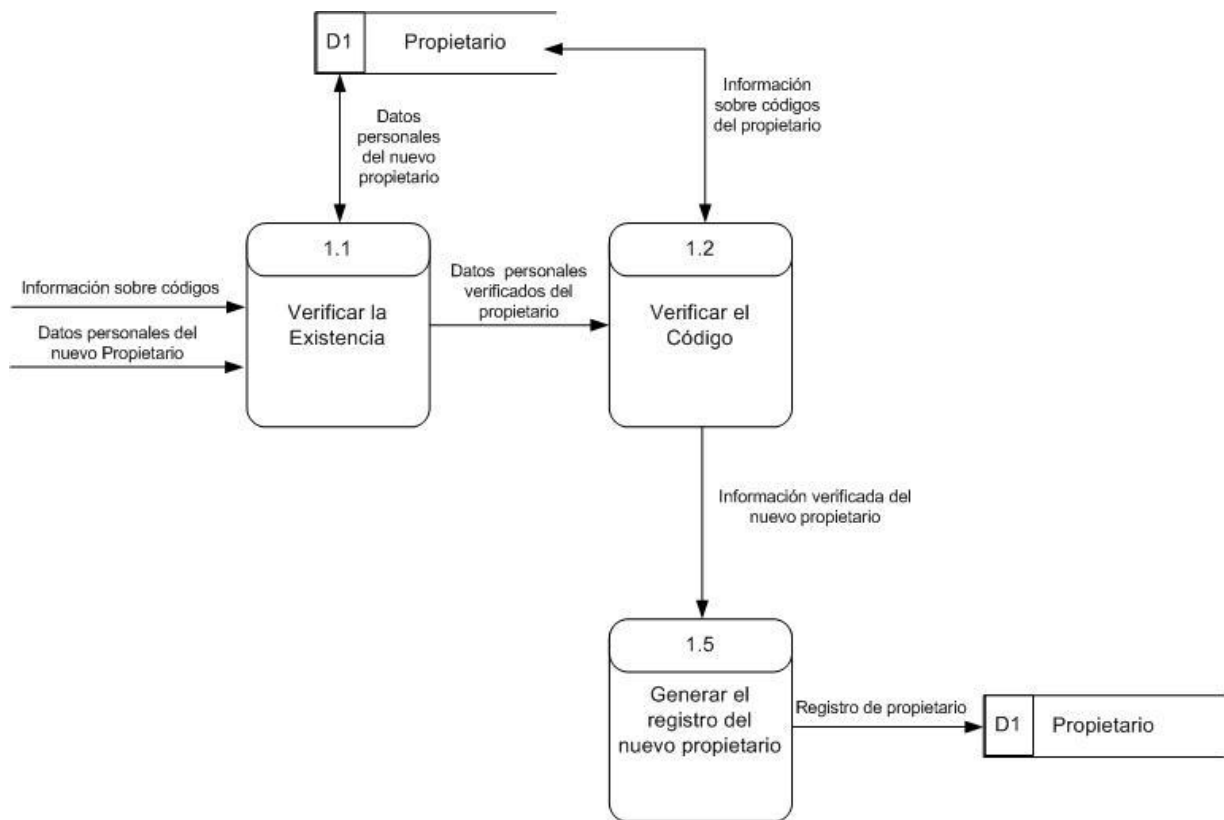 D1
Propietario
Datos
personales
del nuevo
propietario
Información
sobre códigos
del propietario
1.1
Verificar la
Existencia
1.2
Verificar el
Código
Información sobre códigos
Datos personales del
nuevo Propietario
Datos personales
verificados del
propietario
Información verificada del
nuevo propietario
1.5
Generar el
registro del
nuevo propietario
Registro de propietario
D1
Propietario